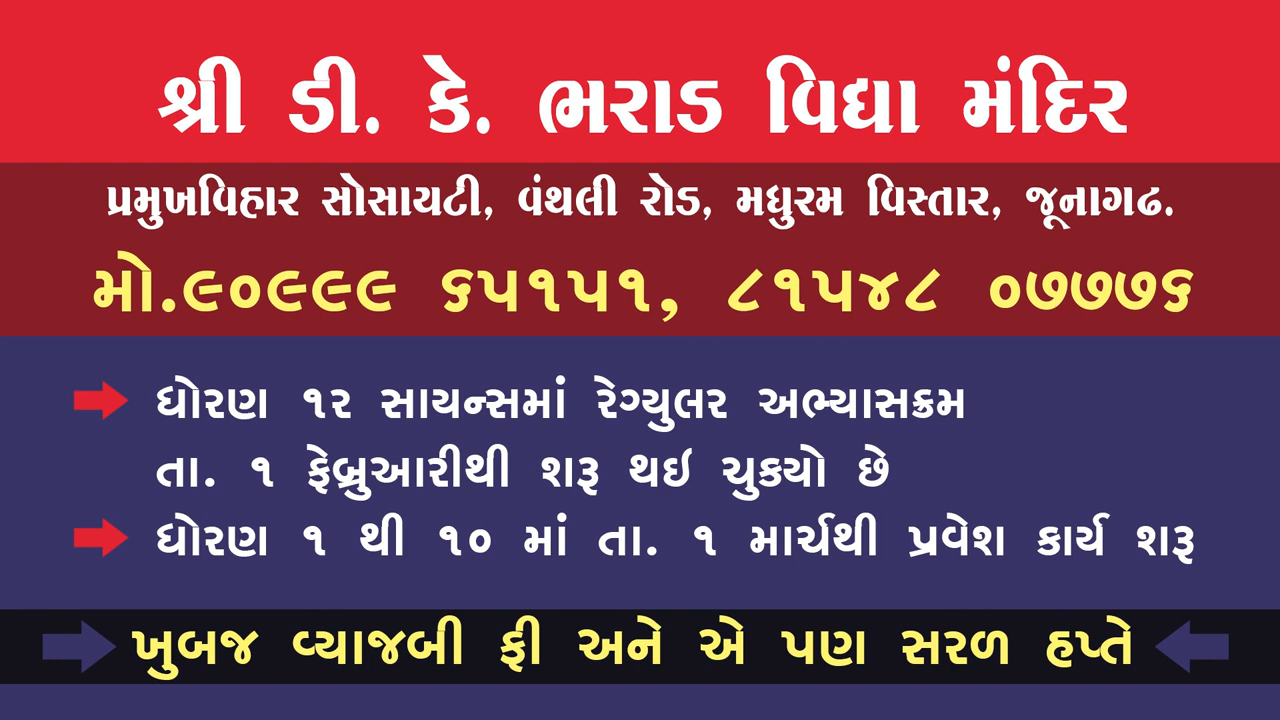 શ્રી ડી. કે. ભરાડ વિદ્યા મંદિર
પ્રમુખવિહાર સોસાયટી, વંથલી રોડ, મધુરમ વિસ્તાર, જૂનાગઢ.
મો.૯૦૯૯૯ ૬૫૧૫૧, ૮૧૫૪૮ ૦૭૭૭૬
ધોરણ ૧૨ સાયન્સમાં રેગ્યુલર અભ્યાસક્રમ
તા. ૧ ફેબ્રુઆરીથી શરૂ થઇ ચુક્યો છે
ધોરણ ૧ થી ૧૦ માં તા. ૧ માર્ચથી પ્રવેશ કાર્ય શરૂ
ખુબજ વ્યાજબી ફી અને એ પણ સરળ હપ્તે